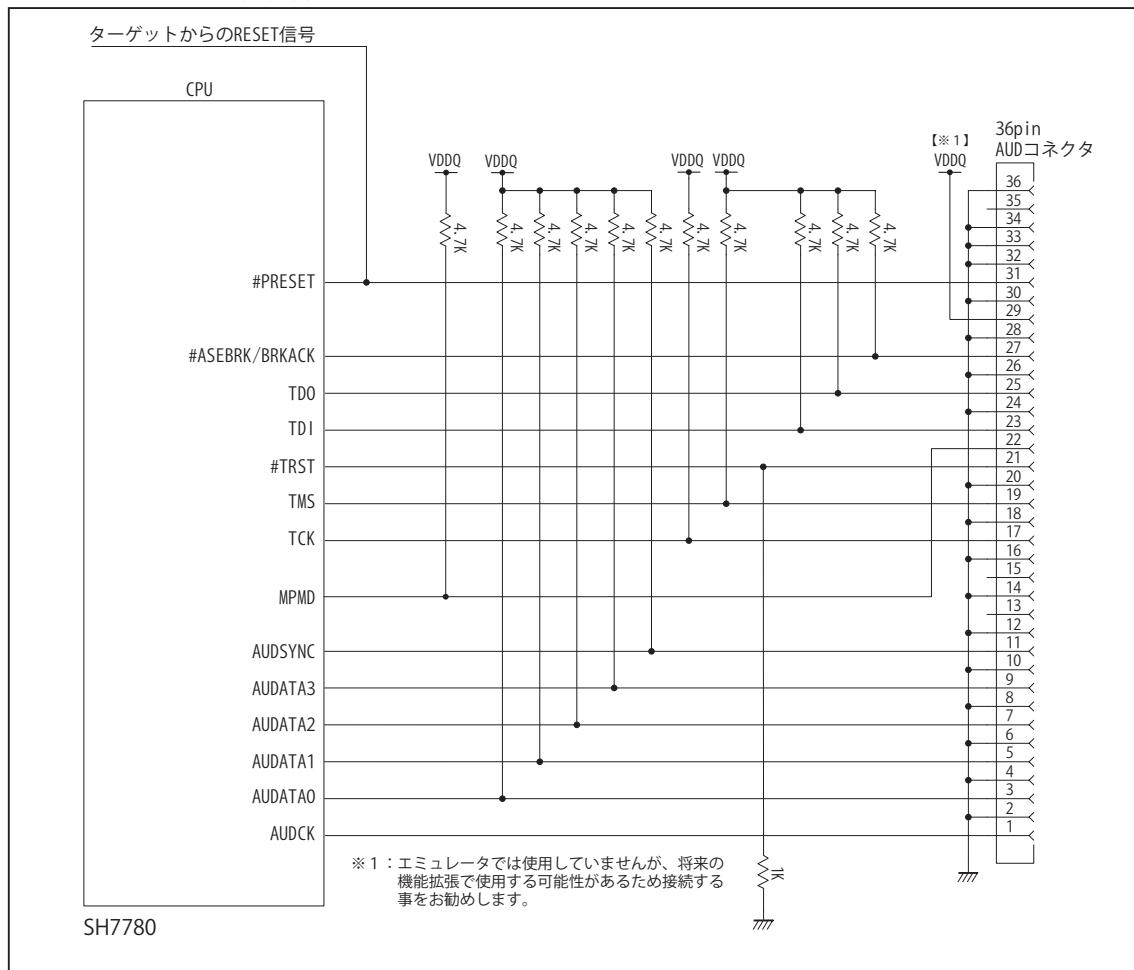 ターゲットからのRESET信号
CPU
36pin
AUDコネクタ
【※1】
VDDQ
VDDQ
VDDQ
VDDQ
VDDQ
4.7K
4.7K
4.7K
4.7K
4.7K
4.7K
4.7K
4.7K
4.7K
4.7K
4.7K
#PRESET
#ASEBRK/BRKACK
TDO
TDI
#TRST
TMS
TCK
MPMD
AUDSYNC
AUDATA3
AUDATA2
AUDATA1
AUDATA0
AUDCK
36
35
34
33
32
31
30
29
28
27
26
25
24
23
22
21
20
19
18
17
16
15
14
13
12
11
10
9
8
7
6
5
4
3
2
1
1K
※1：エミュレータでは使用していませんが、将来の
機能拡張で使用する可能性があるため接続する
事をお勧めします。
SH7780